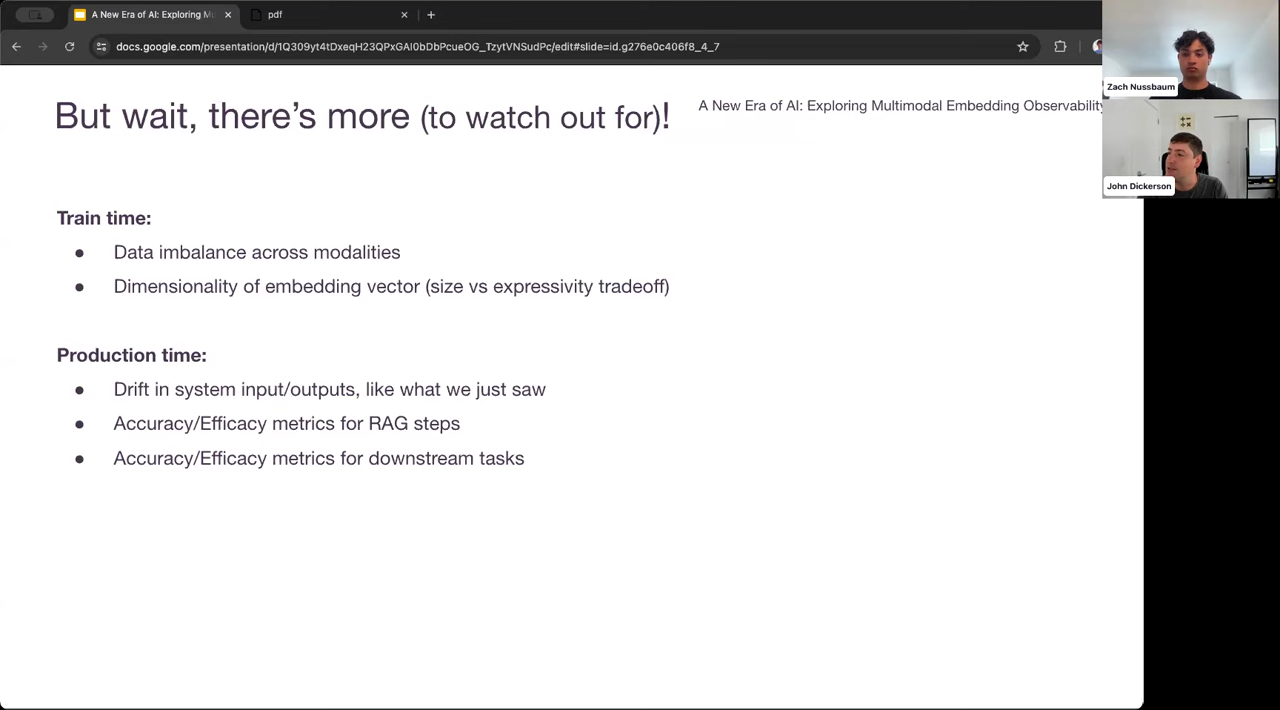 A New Era of AI: Exploring M
pdf
docs.google.com/presentation/d/1Q309yt4tDxeqH23QPxGAI0bDbPcueOG_TzytVNSudPc/edit#slide=id.g276e0c406f8_4_7
But wait, there's more (to watch out for)!
A New Era of AI: Exploring Multimodal Embedding Observability
Zach Nussbaum
John Dickerson
Train time:
● Data imbalance across modalities
● Dimensionality of embedding vector (size vs expressivity tradeoff)
Production time:
● Drift in system input/outputs, like what we just saw
● Accuracy/Efficacy metrics for RAG steps
● Accuracy/Efficacy metrics for downstream tasks